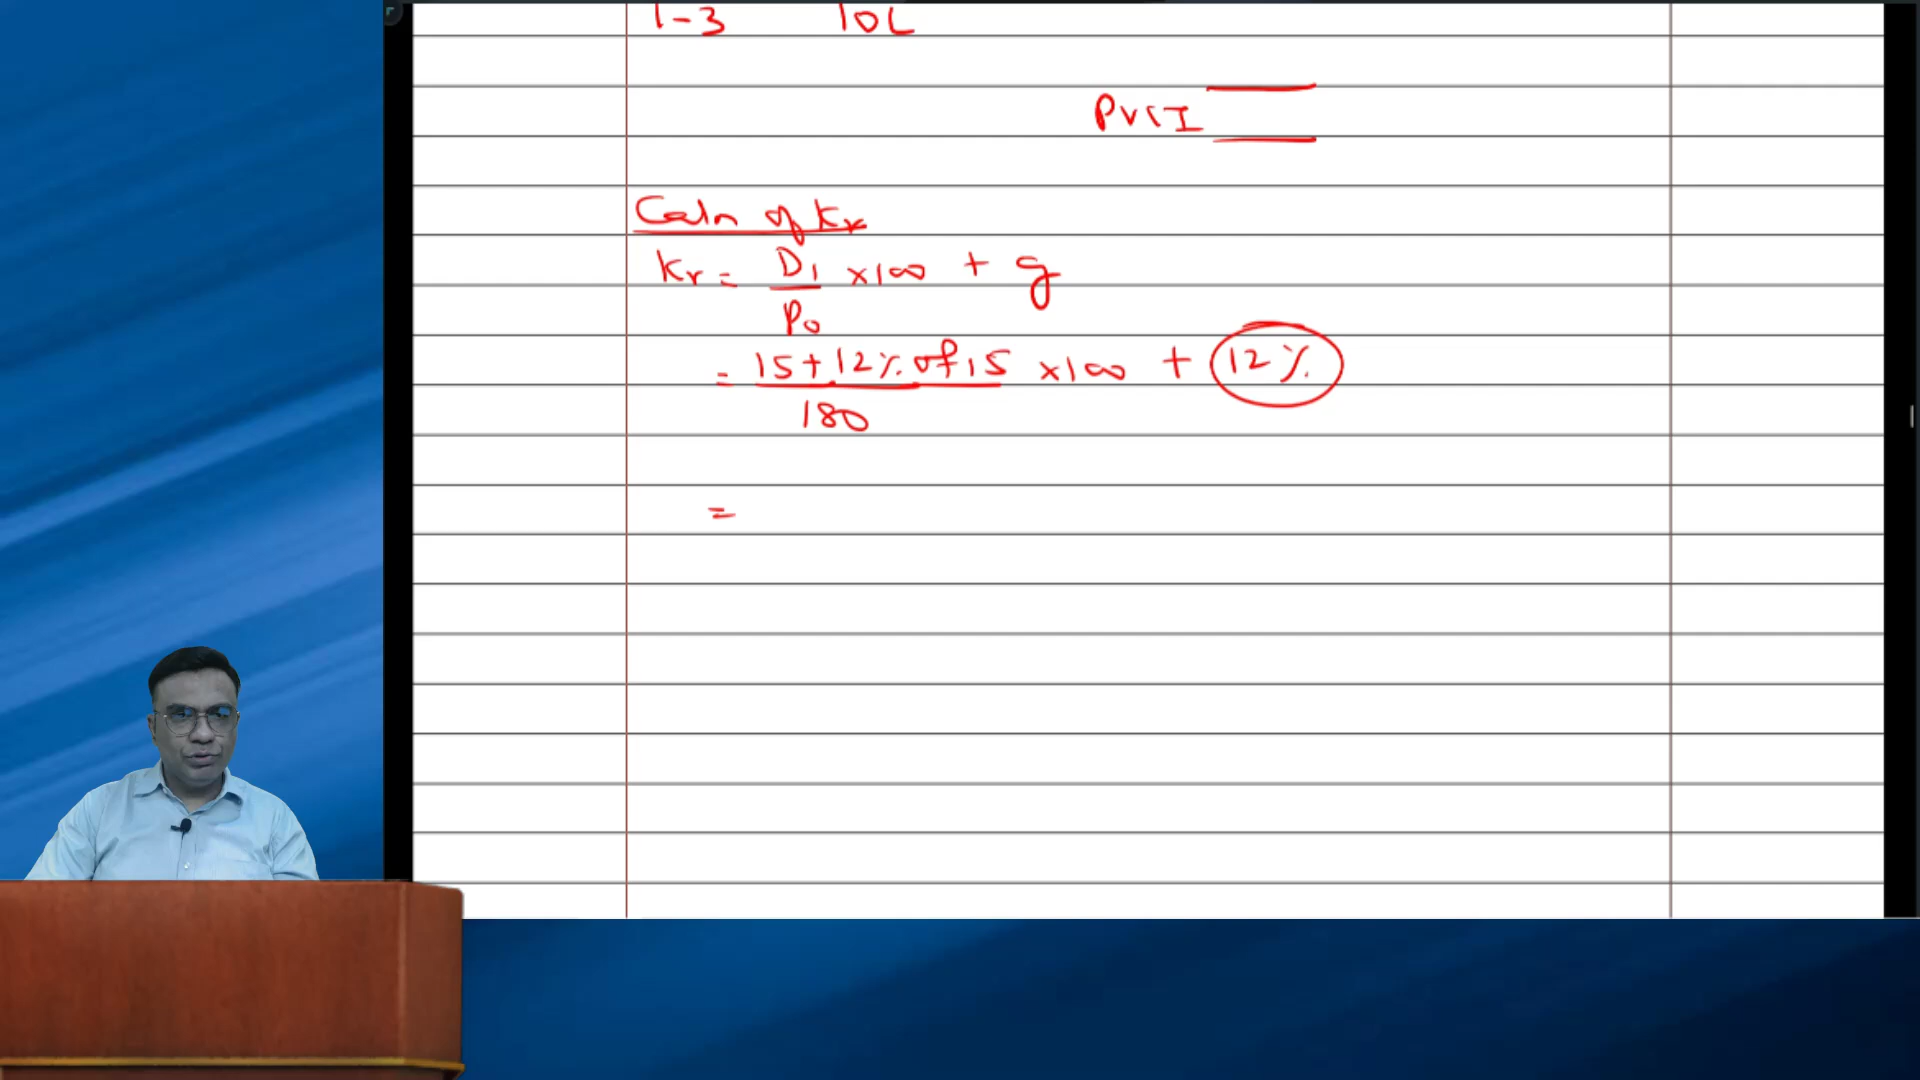 1-3 10L
PVCI
Caln of Kr
Kr = D1 x100 + g
P0
= 15+12% of 15 x100 + 12%
180
=